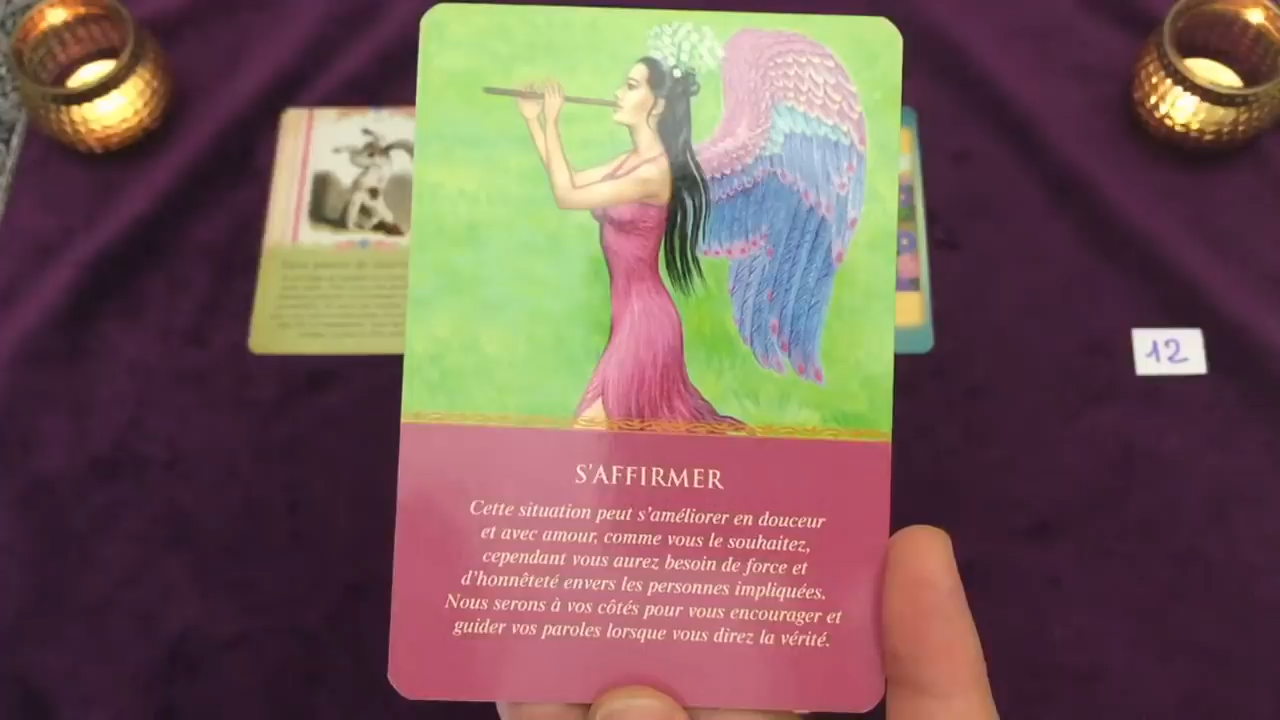 S'AFFIRMER
Cette situation peut s'améliorer en douceur
et avec amour, comme vous le souhaitez,
cependant vous aurez besoin de force et
d'honnêteté envers les personnes impliquées.
Nous serons à vos côtés pour vous encourager et
guider vos paroles lorsque vous direz la vérité.
12